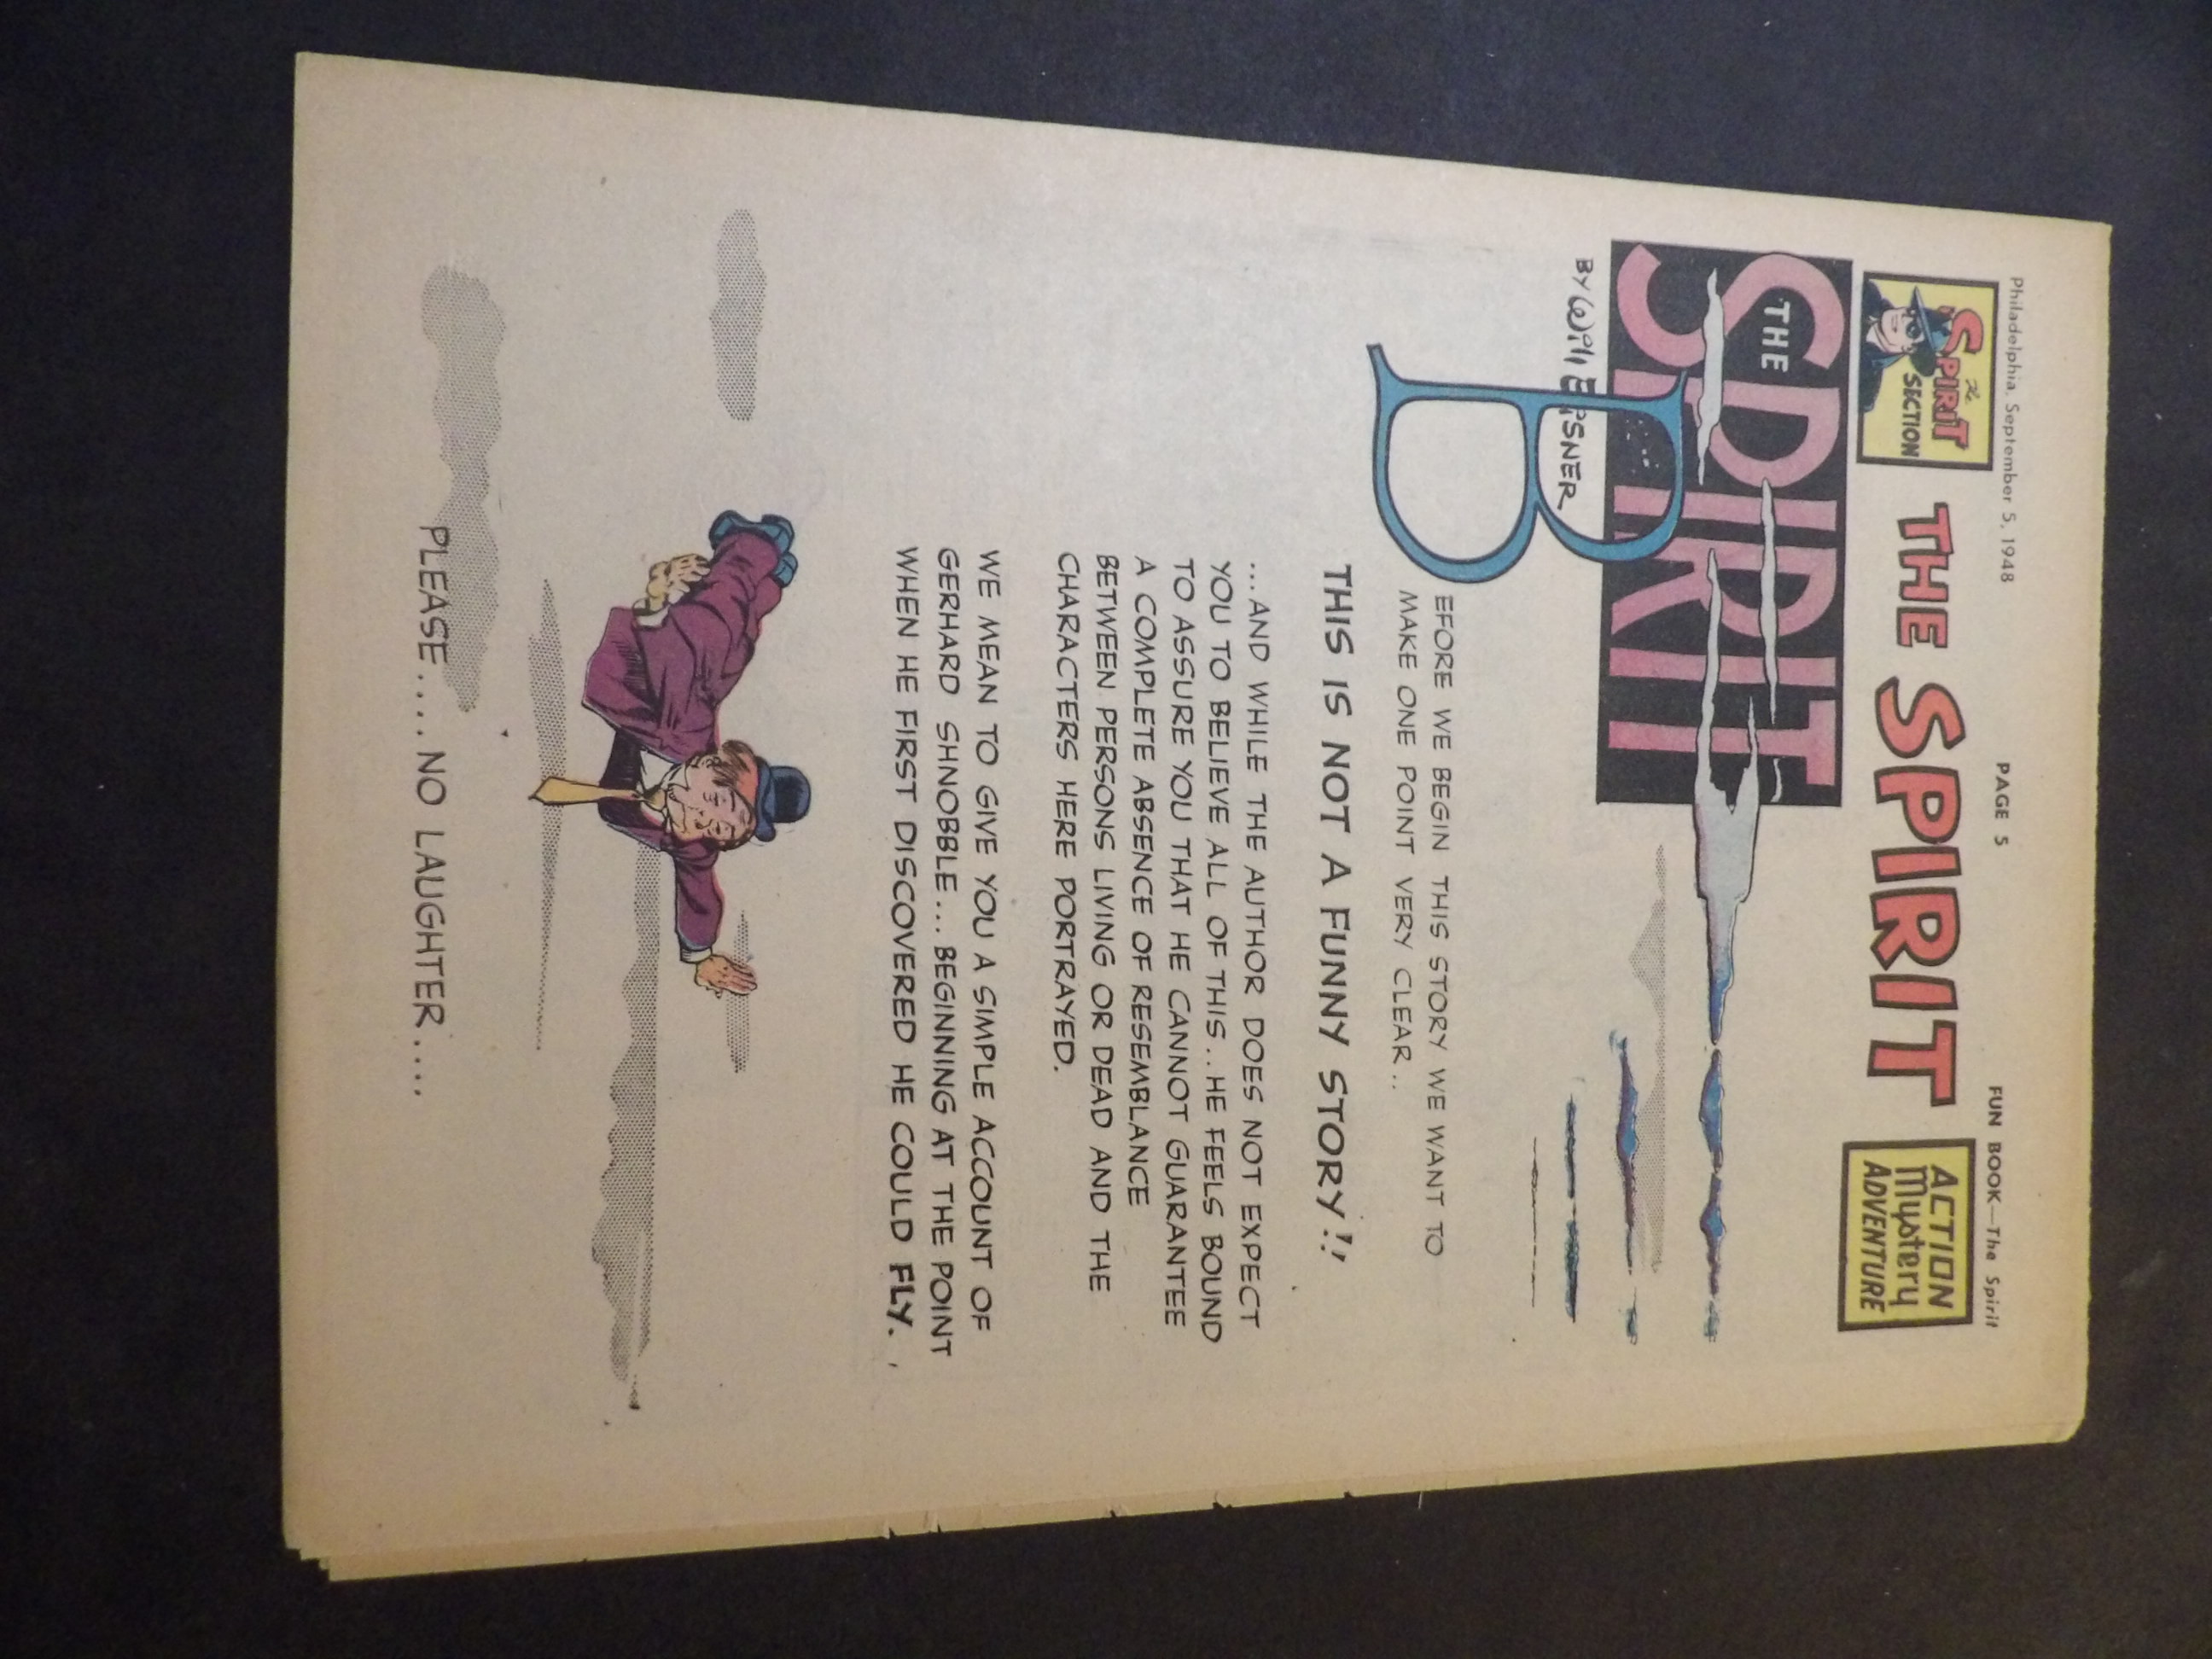 Philadelphia, September 5, 1948
PAGE 5
FUN BOOK—The Spirit
The
SPIRIT
SECTION
THE SPIRIT
ACTION
Mystery
ADVENTURE
THE
SPIRIT
BY WILL EISNER
BEFORE WE BEGIN THIS STORY WE WANT TO
MAKE ONE POINT VERY CLEAR..
THIS IS NOT A FUNNY STORY!!
...AND WHILE THE AUTHOR DOES NOT EXPECT
YOU TO BELIEVE ALL OF THIS..HE FEELS BOUND
TO ASSURE YOU THAT HE CANNOT GUARANTEE
A COMPLETE ABSENCE OF RESEMBLANCE
BETWEEN PERSONS LIVING OR DEAD AND THE
CHARACTERS HERE PORTRAYED.
WE MEAN TO GIVE YOU A SIMPLE ACCOUNT OF
GERHARD SHNOBBLE... BEGINNING AT THE POINT
WHEN HE FIRST DISCOVERED HE COULD FLY..
PLEASE.... NO LAUGHTER....